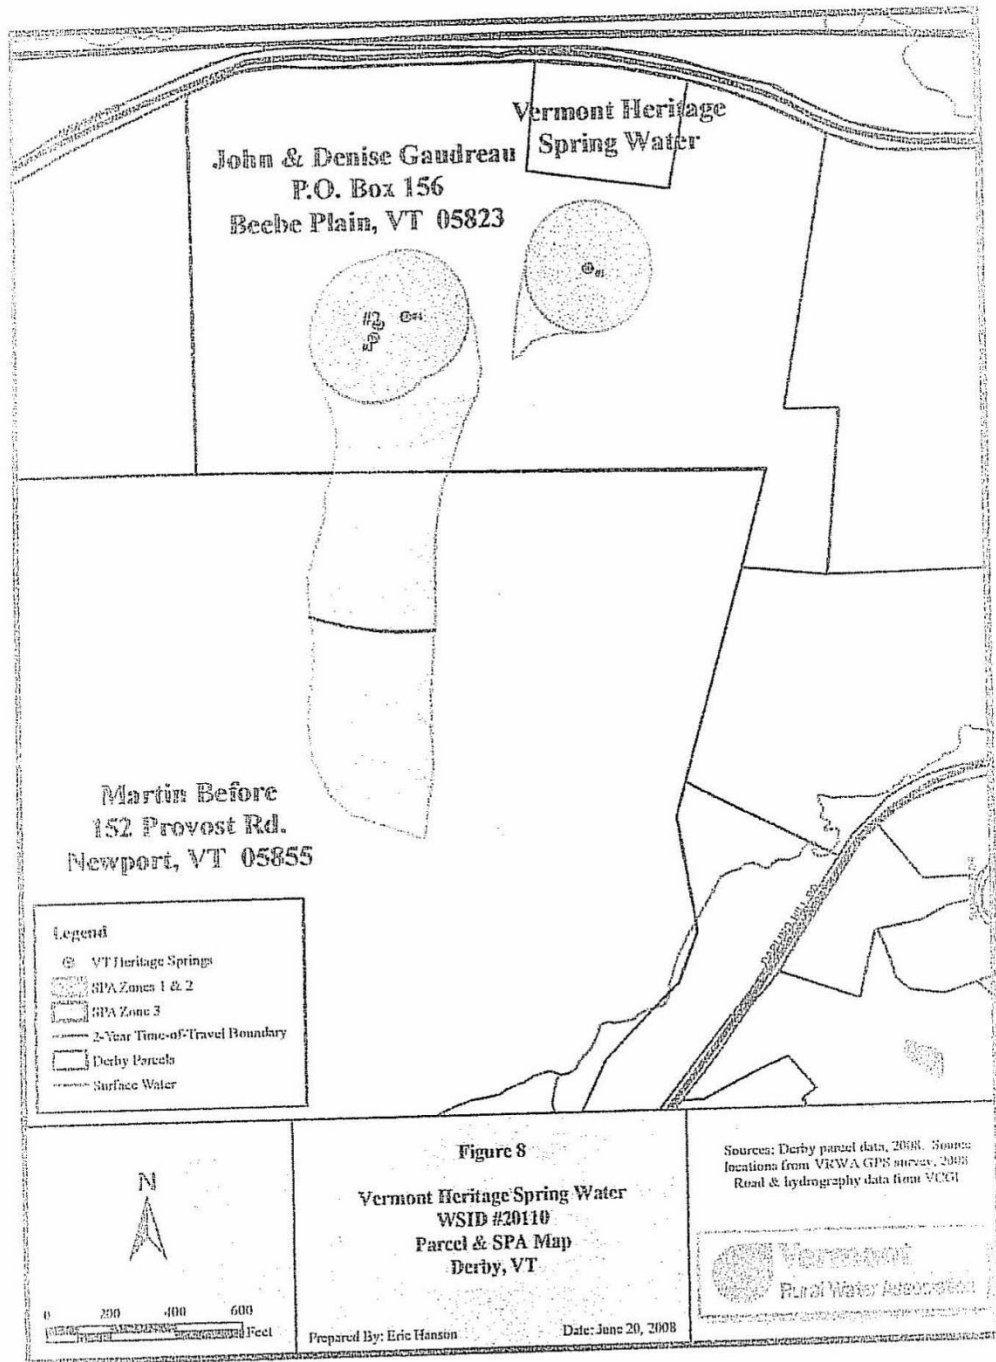 Vermont Heritage
Spring Water
John & Denise Gaudreau
P.O. Box 156
Beebe Plain, VT 05823
#1
#2
#4
Martin Before
152 Provost Rd.
Newport, VT 05855
Legend
VT Heritage Springs
SPA Zones 1 & 2
SPA Zone 3
2-Year Time-of-Travel Boundary
Derby Parcels
Surface Water
N
0 200 400 600
Feet
Figure 8
Vermont Heritage Spring Water
WSID #20110
Parcel & SPA Map
Derby, VT
Prepared By: Eric Hanson
Date: June 20, 2008
Sources: Derby parcel data, 2008. Source
locations from VRWA GPS survey, 2008
Road & hydrography data from VCGI
Vermont
Rural Water Association